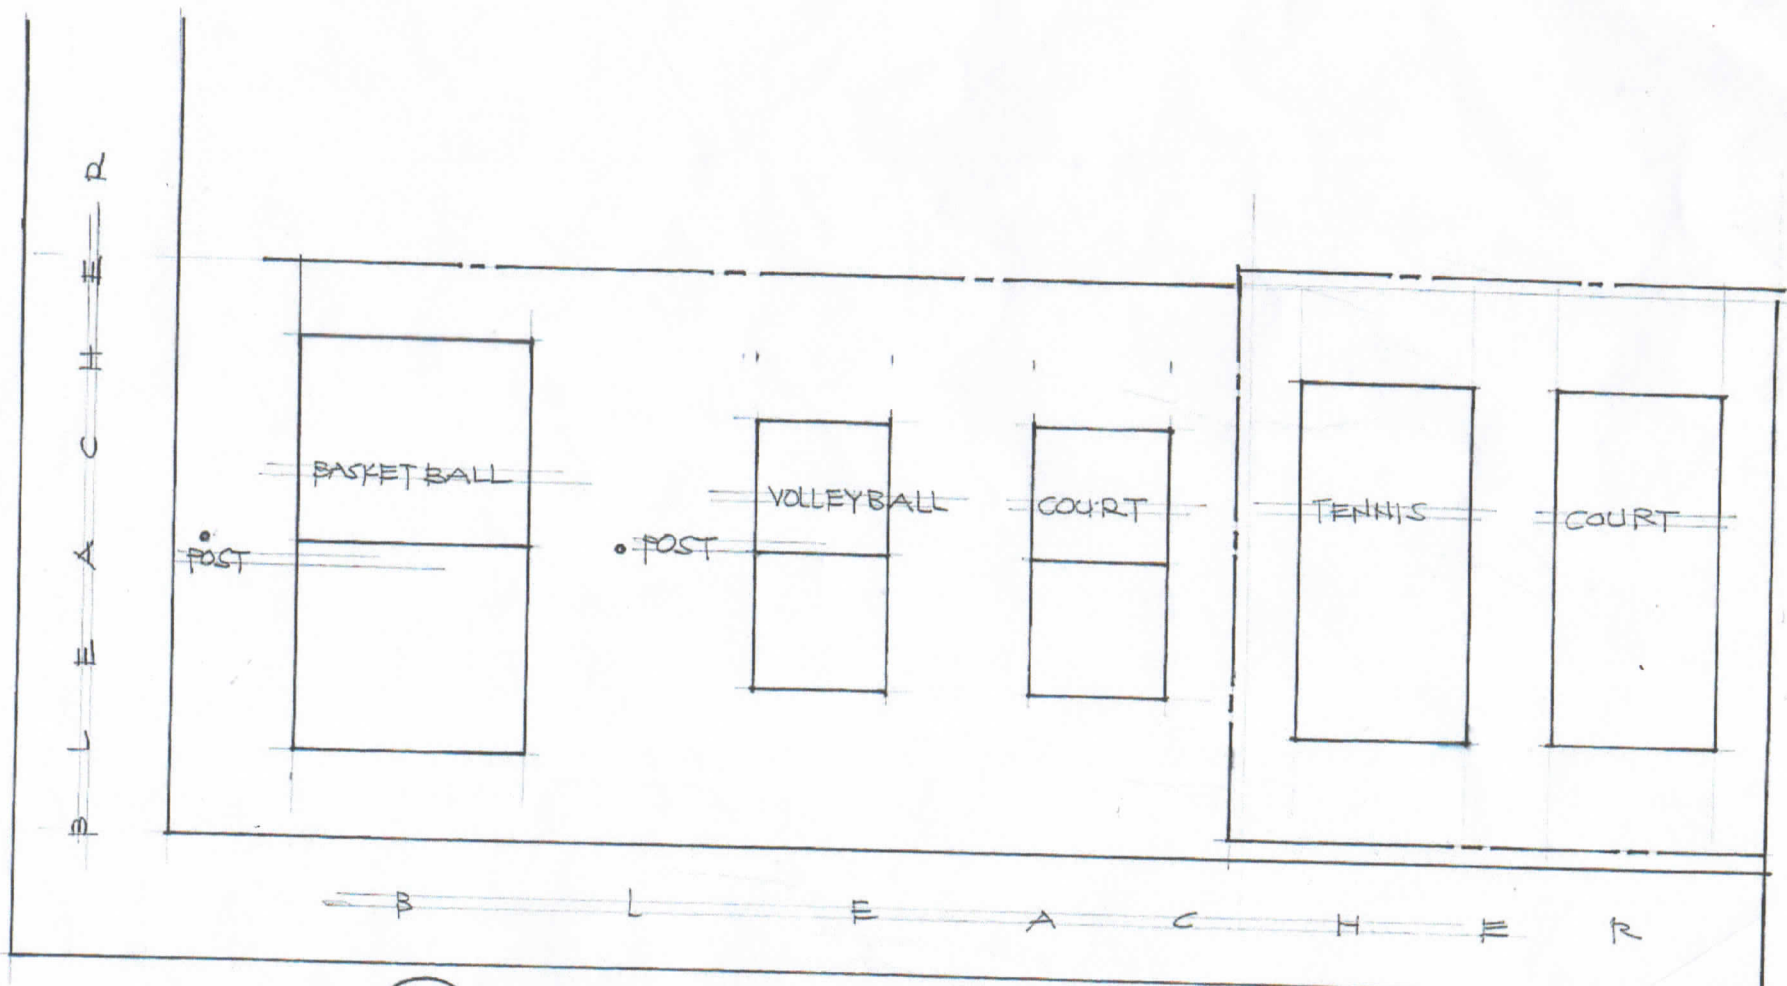 BLEACHER
BASKETBALL
VOLLEYBALL
COURT
TENNIS
COURT
POST
POST
BLEACHER